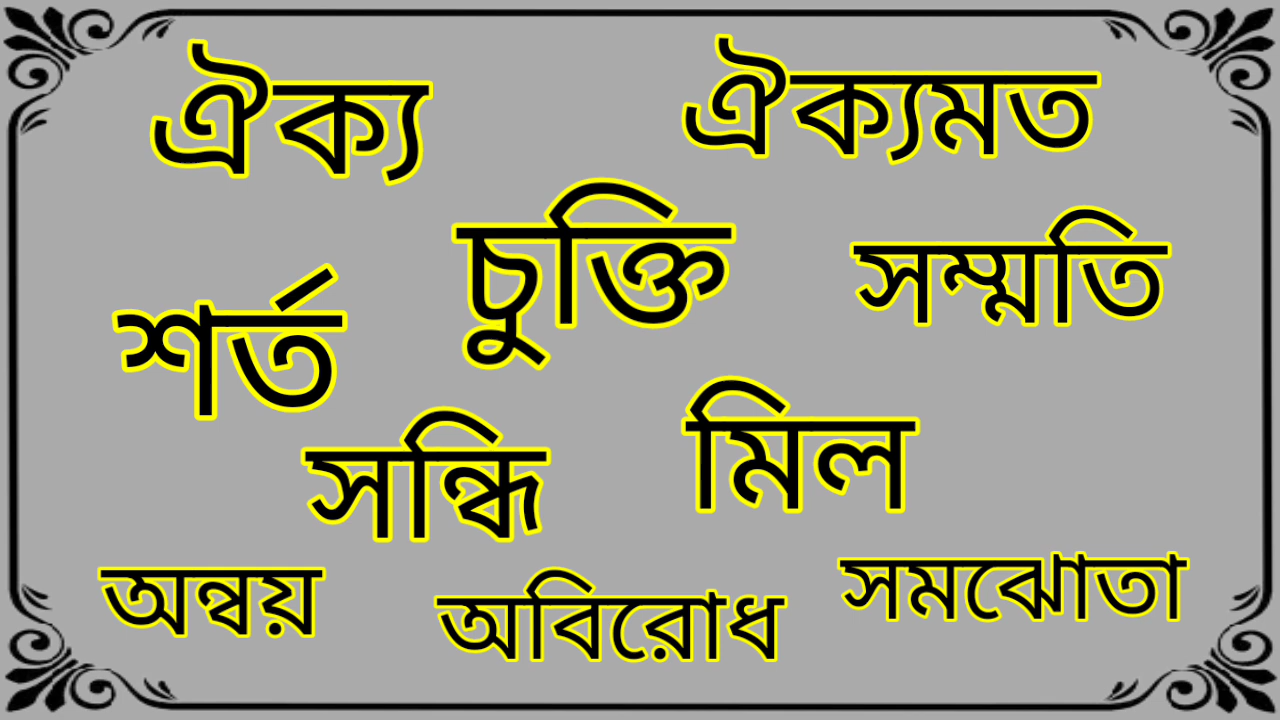 ঐক্য
ঐক্যমত
চুক্তি
সম্মতি
শর্ত
সন্ধি
মিল
অন্বয়
অবিরোধ
সমঝোতা